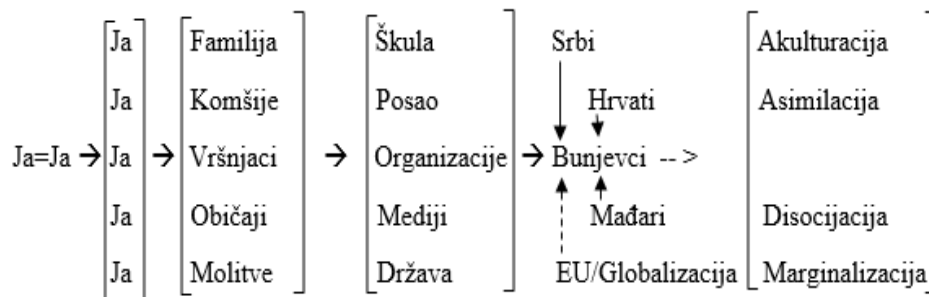 Ja Familija Škula Srbi Akulturacija
Ja Komšije Posao Hrvati Asimilacija
Ja=Ja → Ja → Vršnjaci → Organizacije → Bunjevci -- >
Ja Običaji Mediji Mađari Disocijacija
Ja Molitve Država EU/Globalizacija Marginalizacija